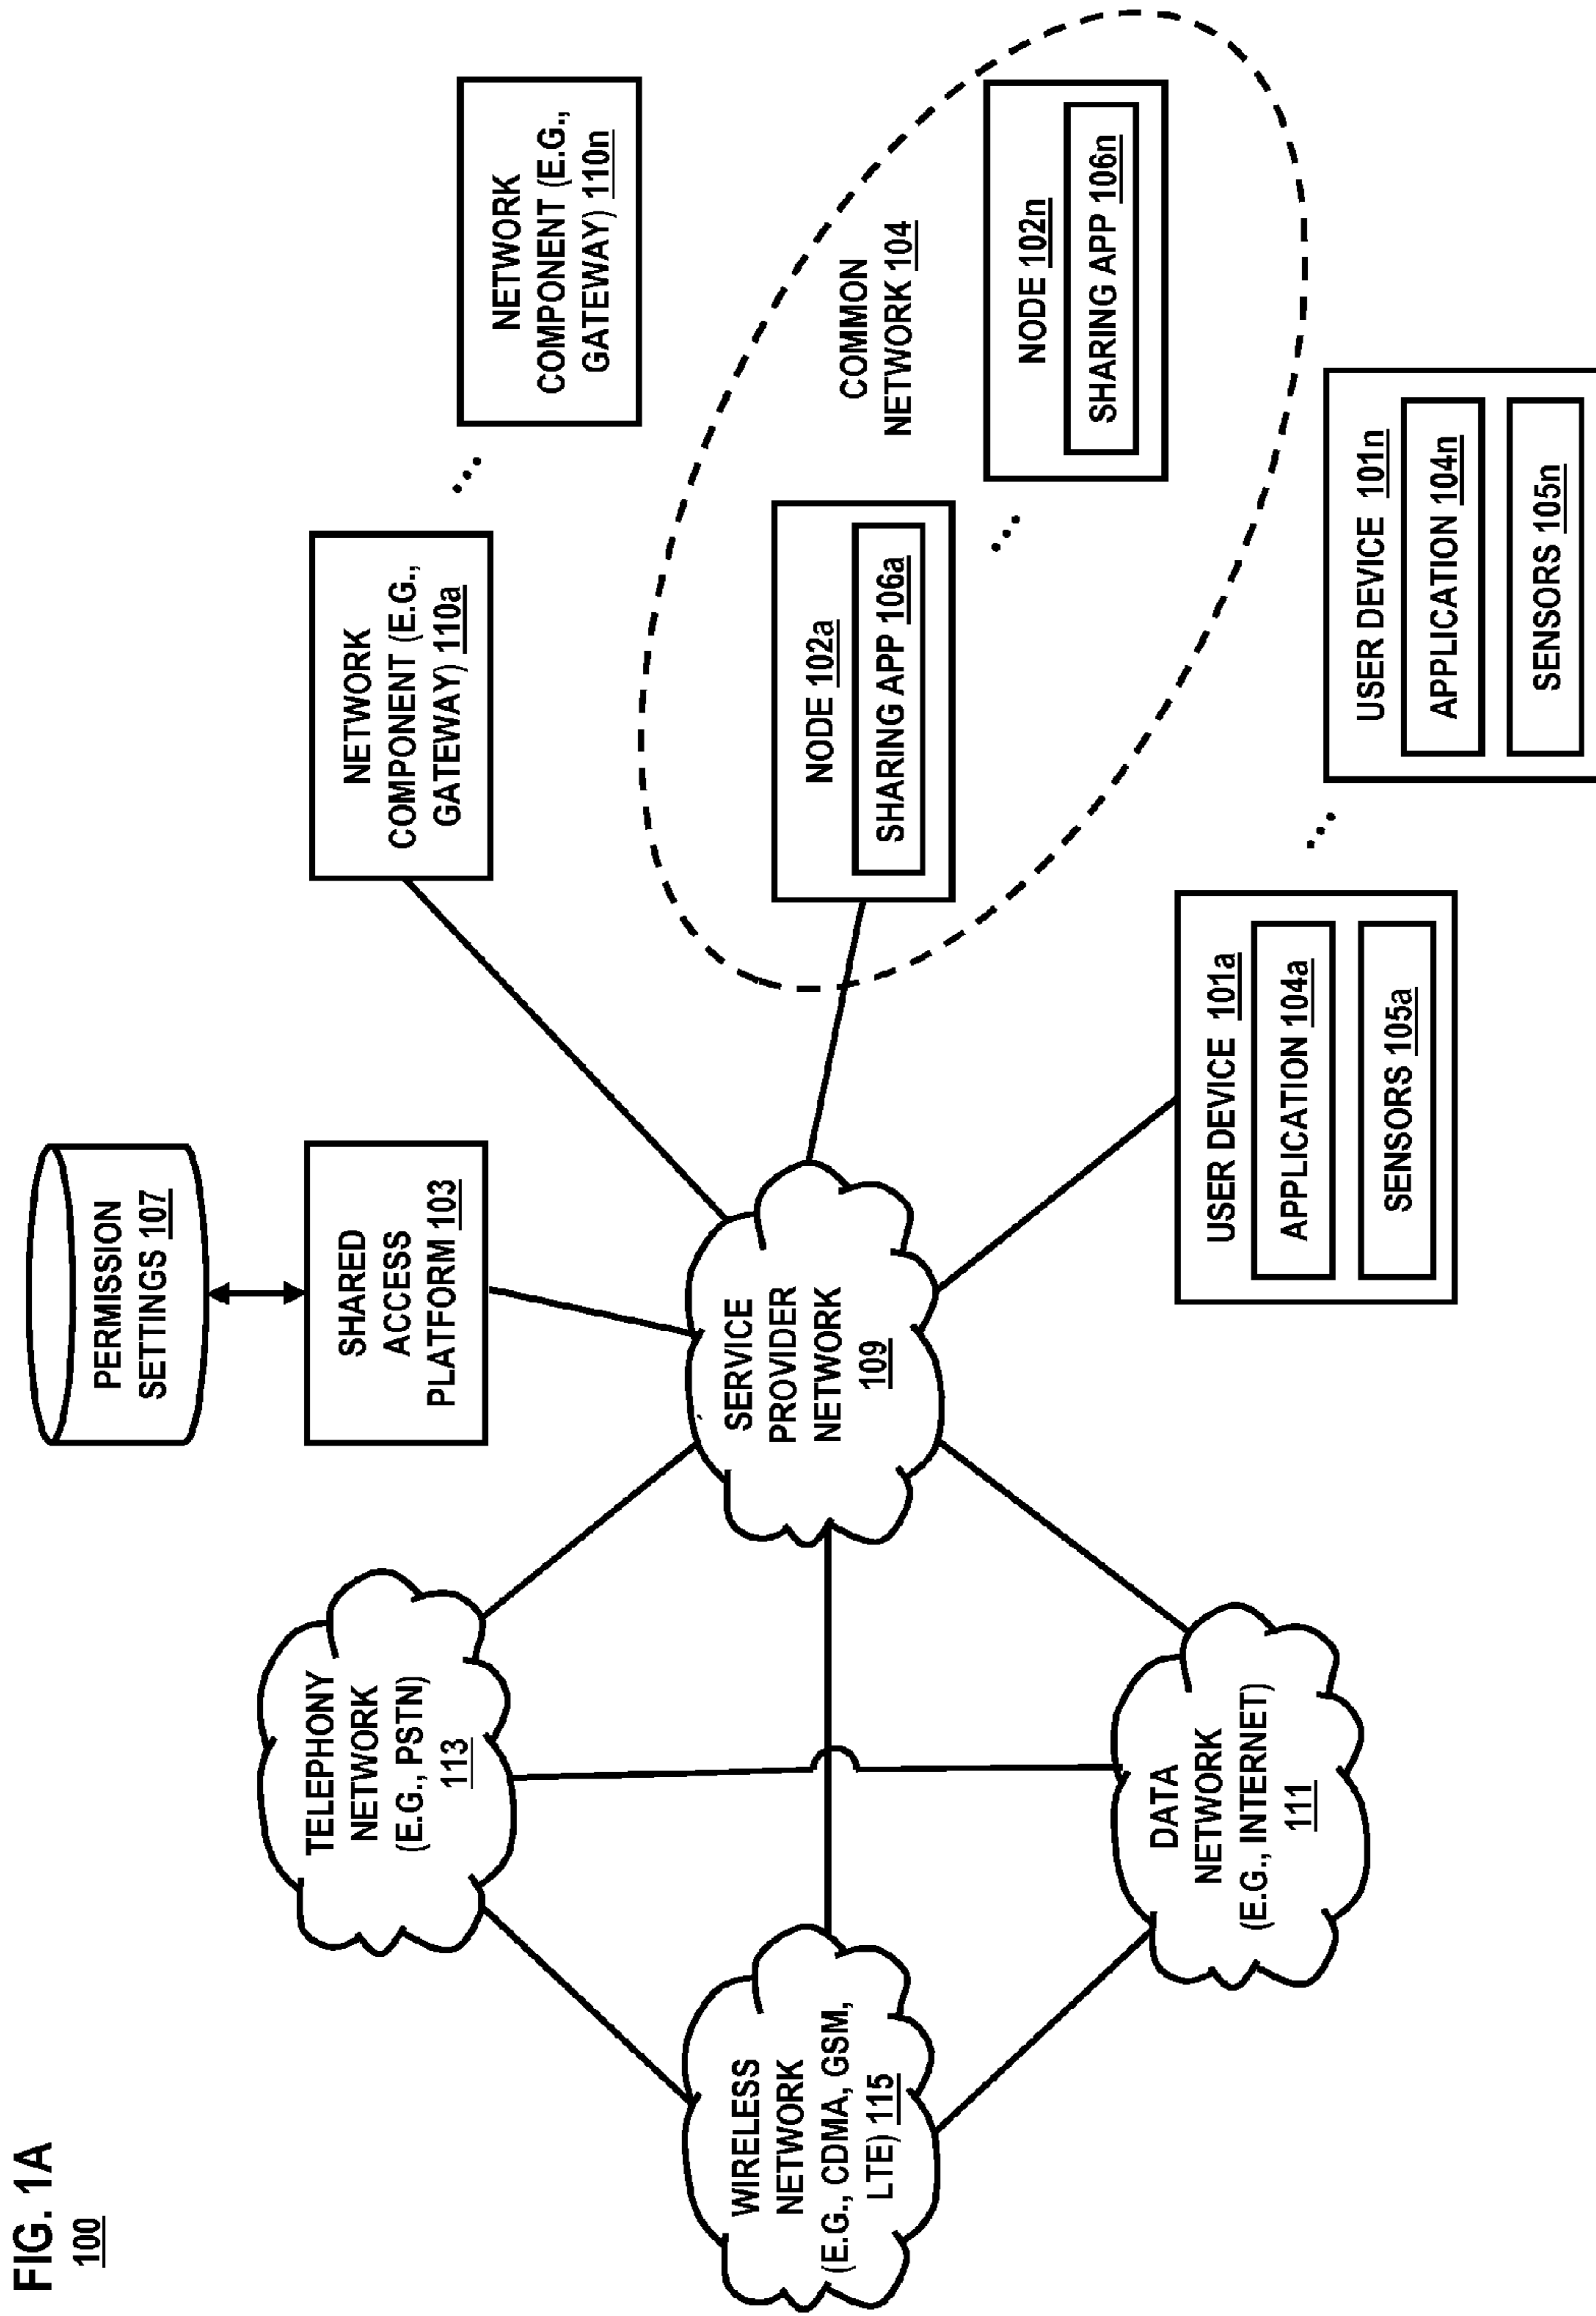 FIG. 1A
100
PERMISSION
SETTINGS 107
SHARED
ACCESS
PLATFORM 103
TELEPHONY
NETWORK
(E.G., PSTN)
113
NETWORK
COMPONENT (E.G.,
GATEWAY) 110a
...
NETWORK
COMPONENT (E.G.,
GATEWAY) 110n
WIRELESS
NETWORK
(E.G., CDMA, GSM,
LTE) 115
SERVICE
PROVIDER
NETWORK
109
COMMON
NETWORK 104
NODE 102a
SHARING APP 106a
...
NODE 102n
SHARING APP 106n
DATA
NETWORK
(E.G., INTERNET)
111
USER DEVICE 101a
APPLICATION 104a
SENSORS 105a
...
USER DEVICE 101n
APPLICATION 104n
SENSORS 105n